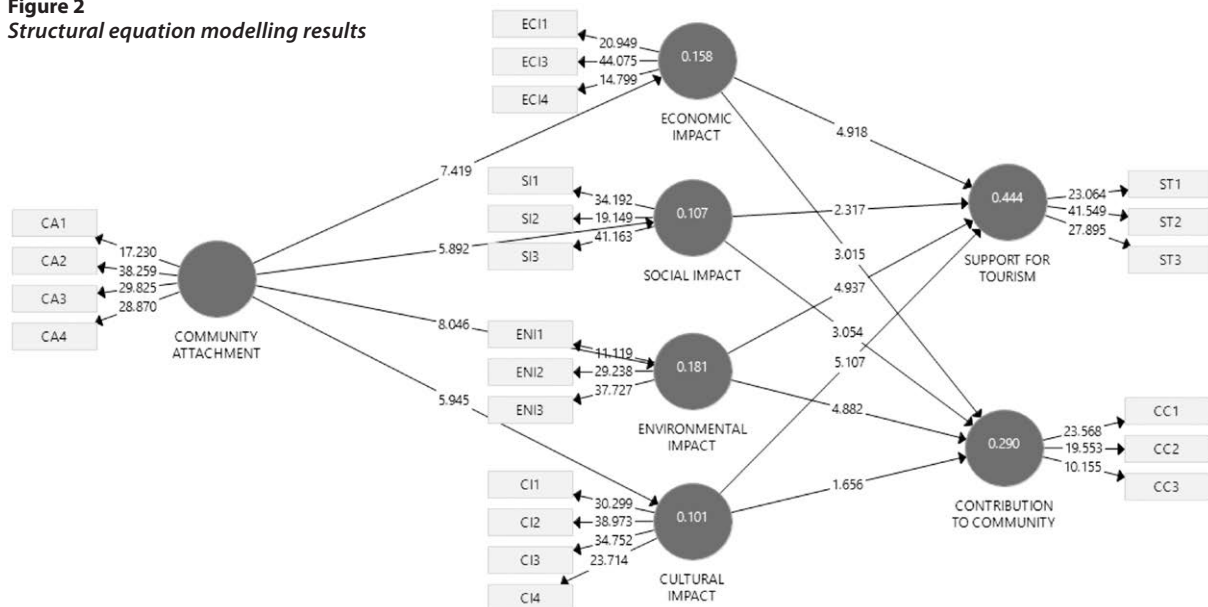 Figure 2
Structural equation modelling results
ECI1
ECI3
ECI4
20.949
44.075
14.799
0.158
ECONOMIC
IMPACT
7.419
4.918
SI1
SI2
SI3
34.192
19.149
41.163
0.107
SOCIAL IMPACT
5.892
2.317
0.444
SUPPORT FOR
TOURISM
23.064
41.549
27.895
ST1
ST2
ST3
CA1
CA2
CA3
CA4
17.230
38.259
29.825
28.870
COMMUNITY
ATTACHMENT
3.015
4.937
3.054
5.107
8.046
ENI1
ENI2
ENI3
11.119
29.238
37.727
0.181
ENVIRONMENTAL
IMPACT
4.882
5.945
0.290
CONTRIBUTION
TO COMMUNITY
23.568
19.553
10.155
CC1
CC2
CC3
CI1
CI2
CI3
CI4
30.299
38.973
34.752
23.714
0.101
CULTURAL
IMPACT
1.656